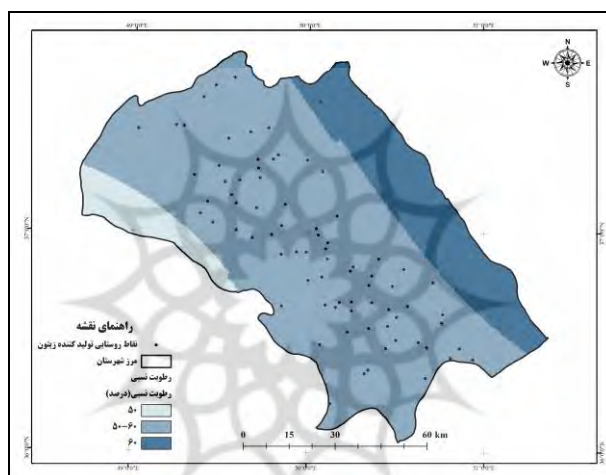 N
W E
S
راهنمای نقشه
نقاط روستایی تولید کننده زیتون
مرز شهرستان
رطوبت نسبی
رطوبت نسبی(درصد)
۵۰
۵۰-۶۰
۶۰
0 15 30 60 km